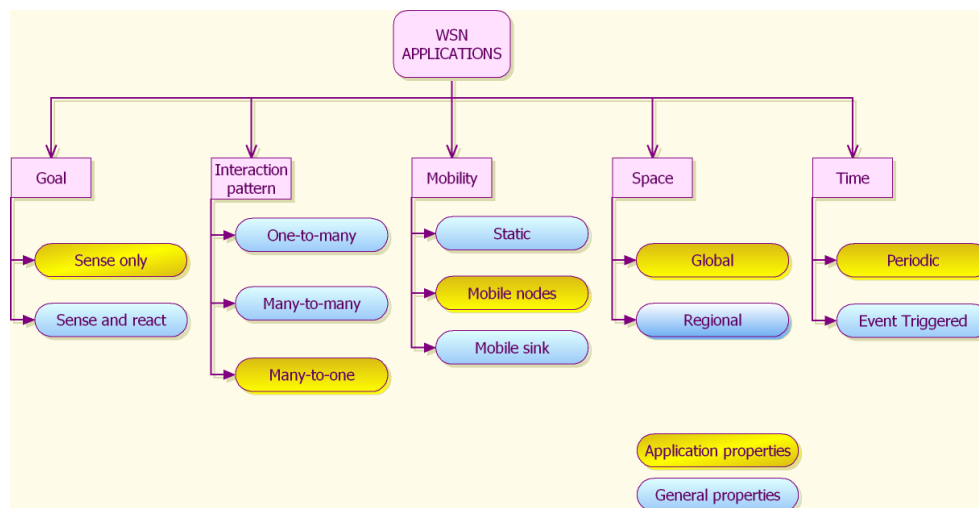 WSN
APPLICATIONS
Goal
Interaction
pattern
Mobility
Space
Time
One-to-many
Static
Sense only
Global
Periodic
Many-to-many
Mobile nodes
Sense and react
Regional
Event Triggered
Mobile sink
Many-to-one
Application properties
General properties